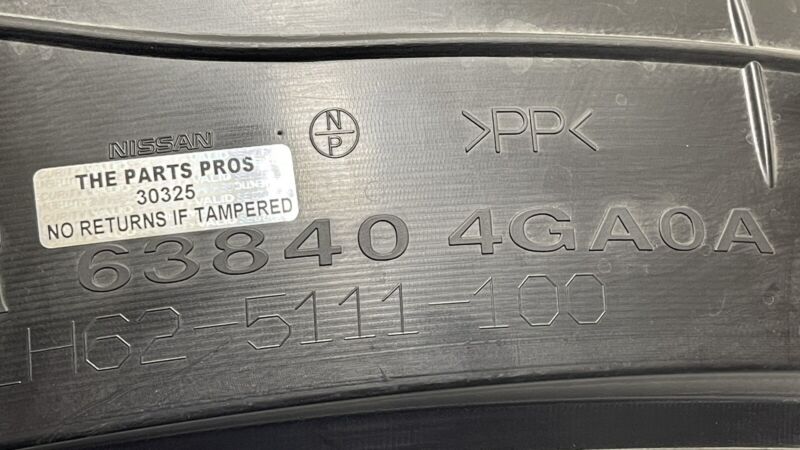 NISSAN
N
P
>PP<
THE PARTS PROS
30325
NO RETURNS IF TAMPERED
63840 4GA0A
LH62-5111-100